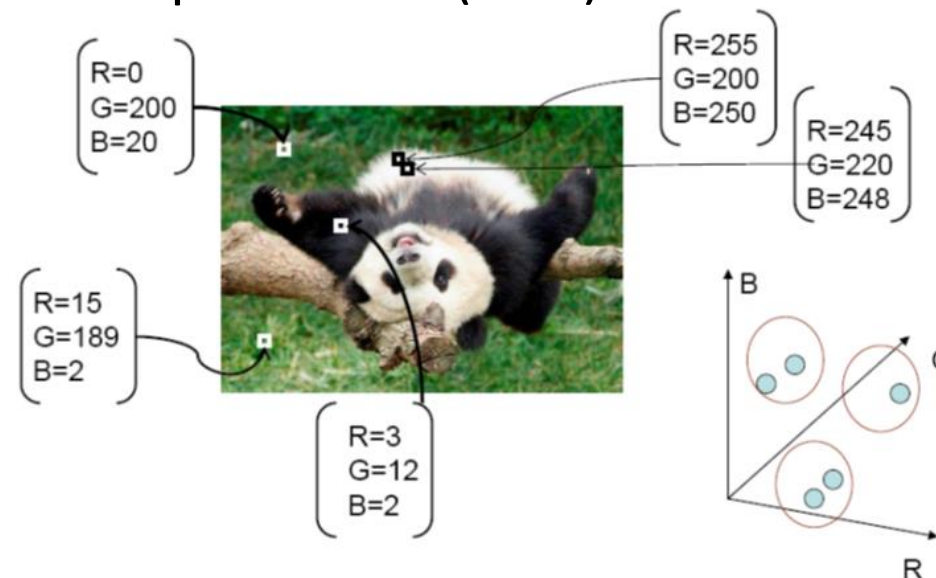 R=0
G=200
B=20
R=255
G=200
B=250
R=245
G=220
B=248
R=15
G=189
B=2
R=3
G=12
B=2
B
R